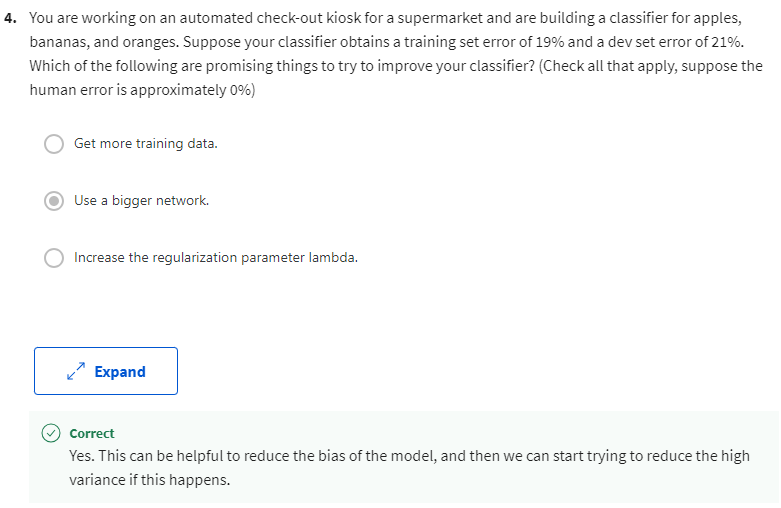 4. You are working on an automated check-out kiosk for a supermarket and are building a classifier for apples,
bananas, and oranges. Suppose your classifier obtains a training set error of 19% and a dev set error of 21%.
Which of the following are promising things to try to improve your classifier? (Check all that apply, suppose the
human error is approximately 0%)
Get more training data.
Use a bigger network.
Increase the regularization parameter lambda.
Expand
Correct
Yes. This can be helpful to reduce the bias of the model, and then we can start trying to reduce the high
variance if this happens.